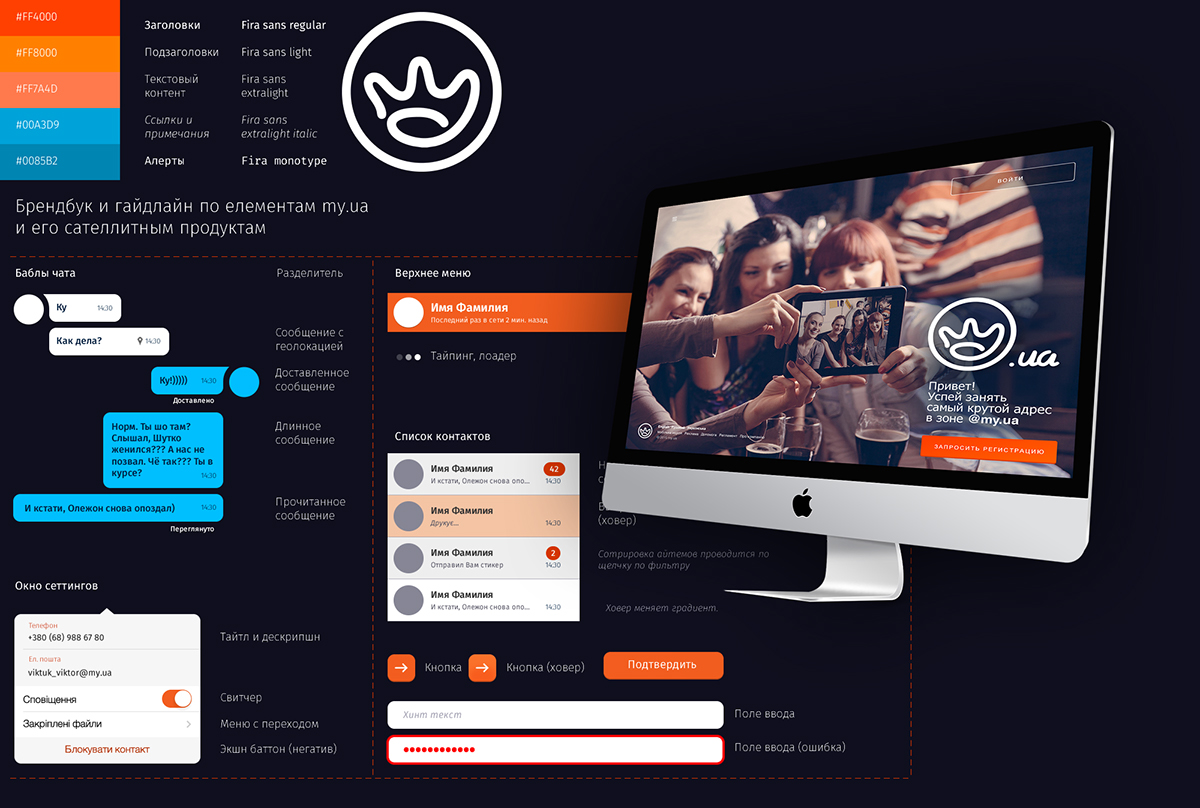 #FF4000
#FF8000
#FF7A4D
#00A3D9
#0085B2
Заголовки
Fira sans regular
Подзаголовки
Fira sans light
Текстовый
контент
Fira sans
extralight
Ссылки и
примечания
Fira sans
extralight italic
Алерты
Fira monotype
Брендбук и гайдлайн по елементам my.ua
и его сателлитным продуктам
Баблы чата
Разделитель
Ку 14:30
Как дела? 14:30
Сообщение с
геолокацией
Ку!))))) 14:30
Доставлено
Доставленное
сообщение
Норм. Ты шо там?
Слышал, Шутко
женился??? А нас не
позвал. Чё так??? Ты в
курсе? 14:30
Длинное
сообщение
И кстати, Олежон снова опоздал) 14:30
Переглянуто
Прочитанное
сообщение
Окно сеттингов
Телефон
+380 (68) 988 67 80
Ел. пошта
viktuk_viktor@my.ua
Сповіщення
Закріплені файли
Блокувати контакт
Тайтл и дескрипшн
Свитчер
Меню с переходом
Экшн баттон (негатив)
Верхнее меню
Имя Фамилия
Последний раз в сети 2 мин. назад
Тайпинг, лоадер
Список контактов
Имя Фамилия 42
И кстати, Олежон снова опо... 14:30
Имя Фамилия
Друкує... 14:30
Имя Фамилия 2
Отправил Вам стикер 14:30
Имя Фамилия
И кстати, Олежон снова опо... 14:30
(ховер)
Сотрировка айтемов проводится по
щелчку по фильтру
Ховер меняет градиент.
Кнопка
Кнопка (ховер)
Подтвердить
Хинт текст
Поле ввода
Поле ввода (ошибка)
ВОЙТИ
.ua
Привет!
Успей занять
самый крутой адрес
в зоне @my.ua
ЗАПРОСИТЬ РЕГИСТРАЦИЮ